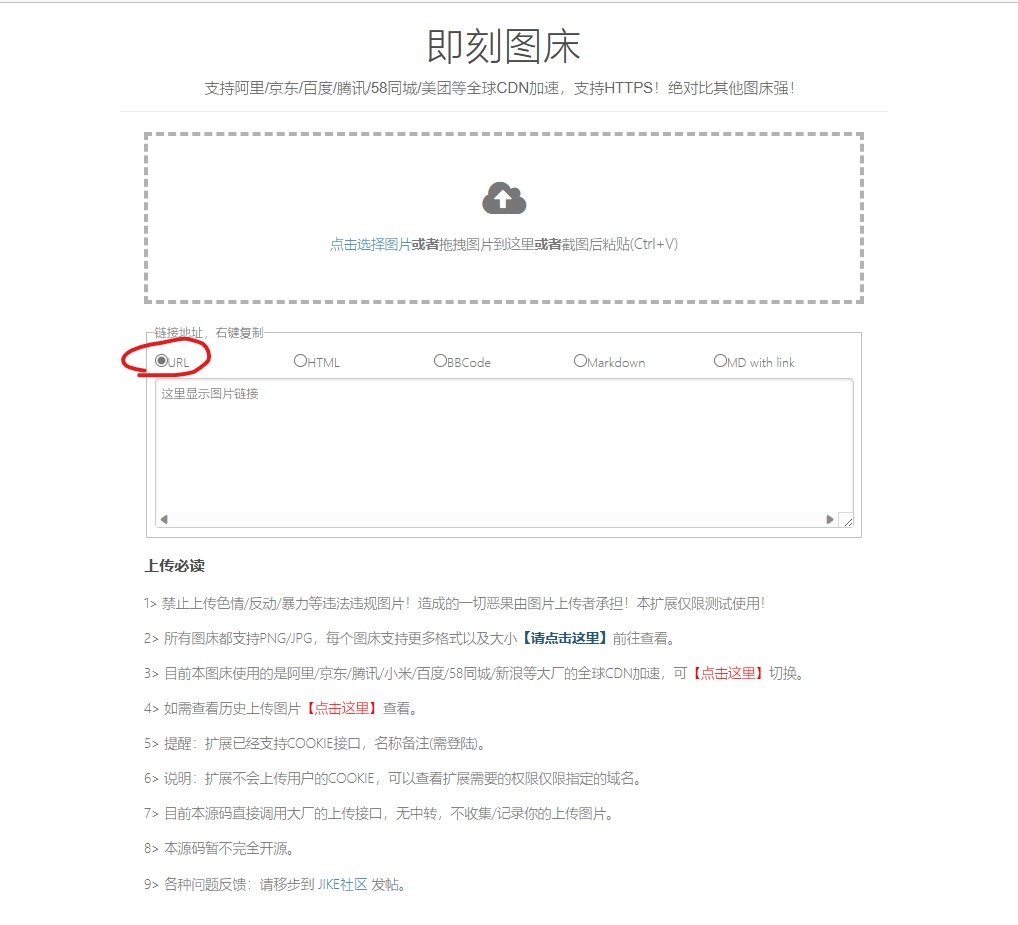 即刻图床
支持阿里/京东/百度/腾讯/58同城/美团等全球CDN加速，支持HTTPS！绝对比其他图床强！
点击选择图片或者拖拽图片到这里或者截图后粘贴(Ctrl+V)
链接地址，右键复制
URL HTML BBCode Markdown MD with link
这里显示图片链接
上传必读
1> 禁止上传色情/反动/暴力等违法违规图片！造成的一切恶果由图片上传者承担！本扩展仅限测试使用！
2> 所有图床都支持PNG/JPG，每个图床支持更多格式以及大小【请点击这里】前往查看。
3> 目前本图床使用的是阿里/京东/腾讯/小米/百度/58同城/新浪等大厂的全球CDN加速，可【点击这里】切换。
4> 如需查看历史上传图片【点击这里】查看。
5> 提醒：扩展已经支持COOKIE接口，名称备注(需登陆)。
6> 说明：扩展不会上传用户的COOKIE，可以查看扩展需要的权限仅限指定的域名。
7> 目前本源码直接调用大厂的上传接口，无中转，不收集/记录你的上传图片。
8> 本源码暂不完全开源。
9> 各种问题反馈：请移步到 JIKE社区 发帖。